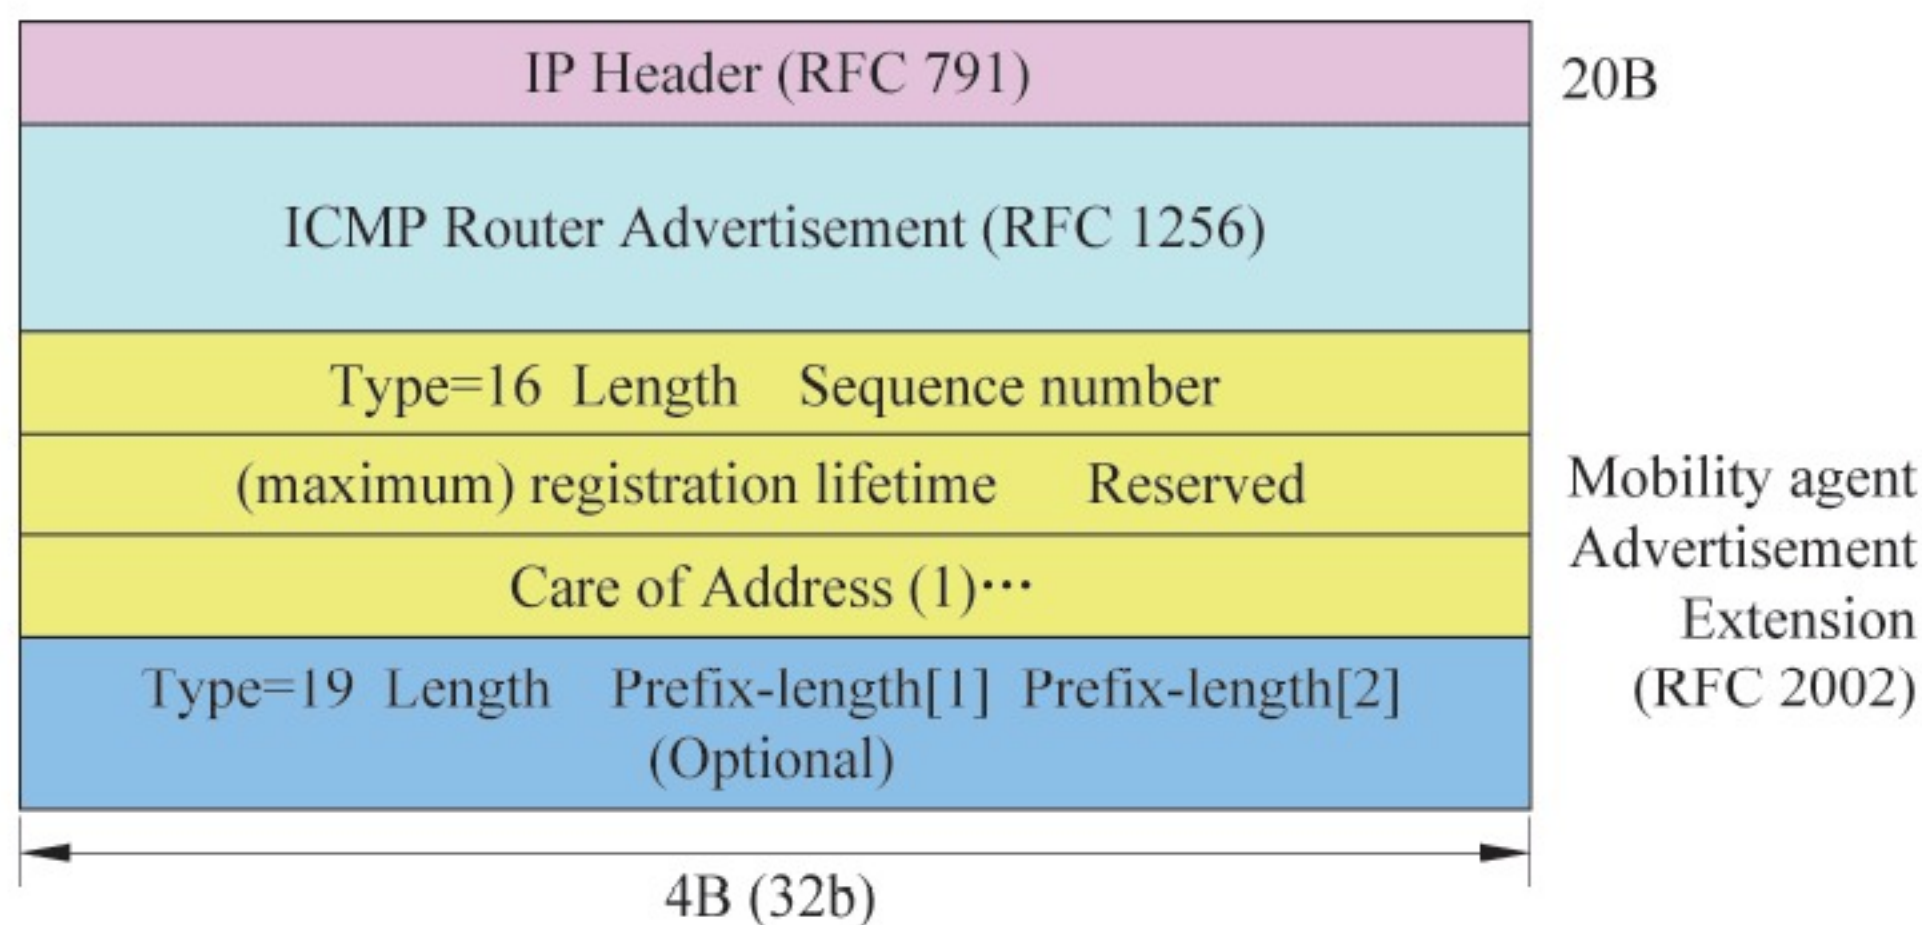 IP Header (RFC 791)
20B
ICMP Router Advertisement (RFC 1256)
Type=16 Length Sequence number
(maximum) registration lifetime Reserved
Care of Address (1)···
Type=19 Length Prefix-length[1] Prefix-length[2]
(Optional)
Mobility agent
Advertisement
Extension
(RFC 2002)
4B (32b)